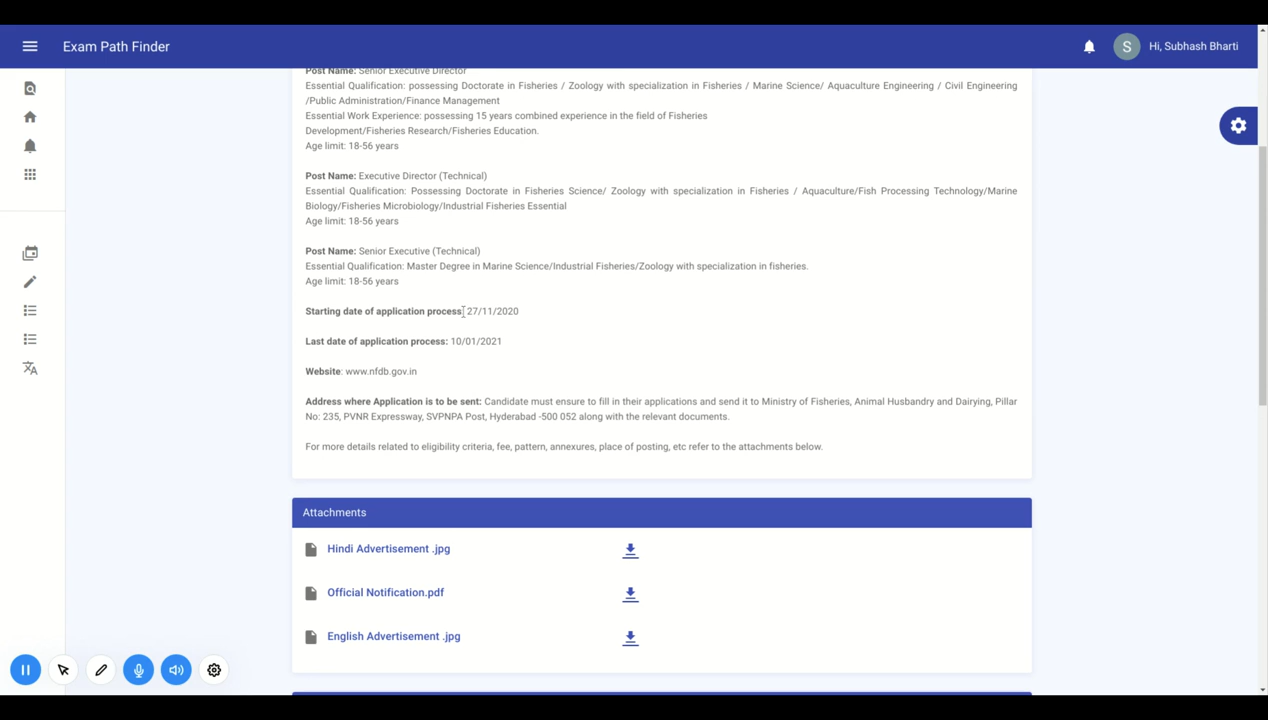 Exam Path Finder
S
Hi, Subhash Bharti
Post Name: Senior Executive Director
Essential Qualification: possessing Doctorate in Fisheries / Zoology with specialization in Fisheries / Marine Science/ Aquaculture Engineering / Civil Engineering
/Public Administration/Finance Management
Essential Work Experience: possessing 15 years combined experience in the field of Fisheries
Development/Fisheries Research/Fisheries Education.
Age limit: 18-56 years
Post Name: Executive Director (Technical)
Essential Qualification: Possessing Doctorate in Fisheries Science/ Zoology with specialization in Fisheries / Aquaculture/Fish Processing Technology/Marine
Biology/Fisheries Microbiology/Industrial Fisheries Essential
Age limit: 18-56 years
Post Name: Senior Executive (Technical)
Essential Qualification: Master Degree in Marine Science/Industrial Fisheries/Zoology with specialization in fisheries.
Age limit: 18-56 years
Starting date of application process: 27/11/2020
Last date of application process: 10/01/2021
Website: www.nfdb.gov.in
Address where Application is to be sent: Candidate must ensure to fill in their applications and send it to Ministry of Fisheries, Animal Husbandry and Dairying, Pillar
No: 235, PVNR Expressway, SVPNPA Post, Hyderabad -500 052 along with the relevant documents.
For more details related to eligibility criteria, fee, pattern, annexures, place of posting, etc refer to the attachments below.
Attachments
Hindi Advertisement .jpg
Official Notification.pdf
English Advertisement .jpg